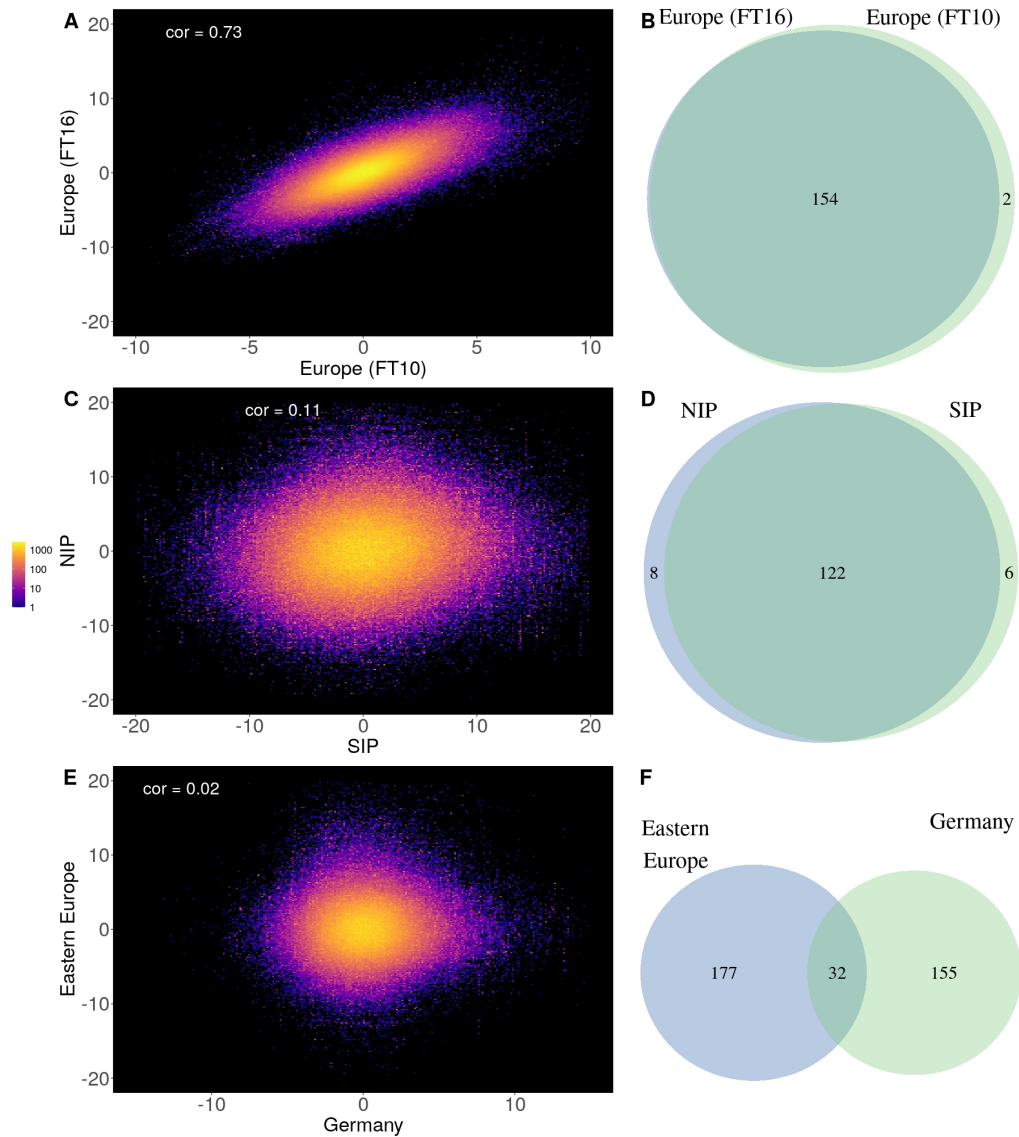 A
cor = 0.73
20
10
0
-10
-20
Europe (FT16)
-10
-5
0
5
10
Europe (FT10)
B
Europe (FT16)
Europe (FT10)
154
2
C
cor = 0.11
20
10
0
-10
-20
NIP
1000
100
10
1
-20
-10
0
10
20
SIP
D
NIP
SIP
8
122
6
E
cor = 0.02
20
10
0
-10
-20
Eastern Europe
-10
0
10
Germany
F
Eastern
Europe
Germany
177
32
155